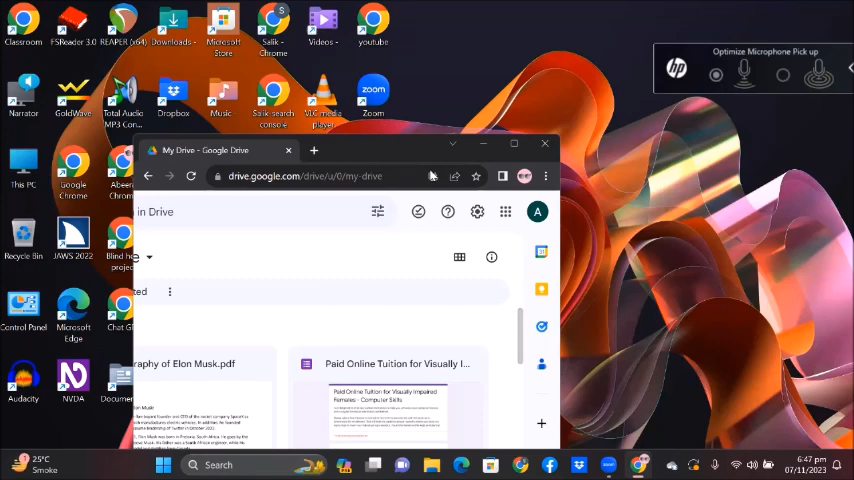 Classroom
FSReader 3.0
REAPER (x64)
Downloads -
Microsoft
Store
Salik -
Chrome
Videos -
youtube
Optimize Microphone Pick up
hp
Narrator
GoldWave
Total Audio
MP3 Con...
Dropbox
Music -
Salik-search
console
VLC media
player
Zoom
zoom
My Drive - Google Drive
drive.google.com/drive/u/0/my-drive
This PC
Google
Chrome
Abeer
Chrom
n in Drive
A
Recycle Bin
JAWS 2022
Blind he
projec
e
ted
Control Panel
Microsoft
Edge
Chat G
raphy of Elon Musk.pdf
Paid Online Tuition for Visually I...
Paid Online Tuition for Visually Impaired
Females - Computer Skills
Audacity
NVDA
Documen
25°C
Smoke
Search
6:47 pm
07/11/2023